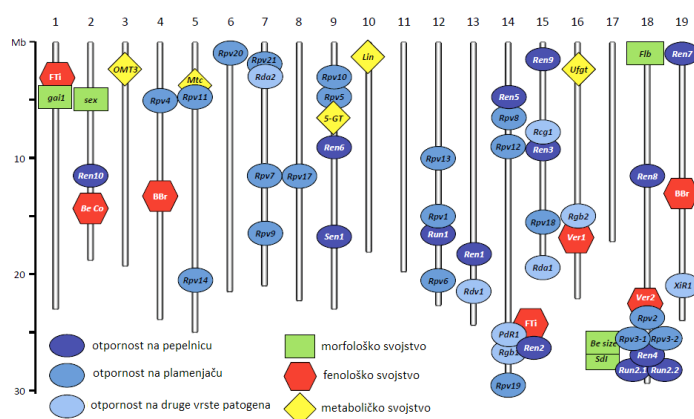 1 2 3 4 5 6 7 8 9 10 11 12 13 14 15 16 17 18 19
Mb
10
20
30
FTi
gai1
sex
Ren10
Be Co
OMT3
Rpv4
BBr
Mtc
Rpv11
Rpv14
Rpv20
Rpv21
Rda2
Rpv7
Rpv9
Rpv17
Rpv10
Rpv5
5-GT
Ren6
Sen1
Lin
Rpv13
Rpv1
Run1
Rpv6
Ren1
Rdv1
Ren5
Rpv8
Rpv12
PdR1
Rgb1
Rpv19
Ren9
Rcg1
Ren3
Rpv18
Rda1
FTi
Ren2
Ufgt
Rgb2
Ver1
Be size
Sdl
Flb
Ren8
Ver2
Rpv2
Rpv3-1 Rpv3-2
Ren4
Run2.1 Run2.2
Ren7
BBr
XiR1
otpornost na pepelnicu
otpornost na plamenjaču
otpornost na druge vrste patogena
morfološko svojstvo
fenološko svojstvo
metaboličko svojstvo